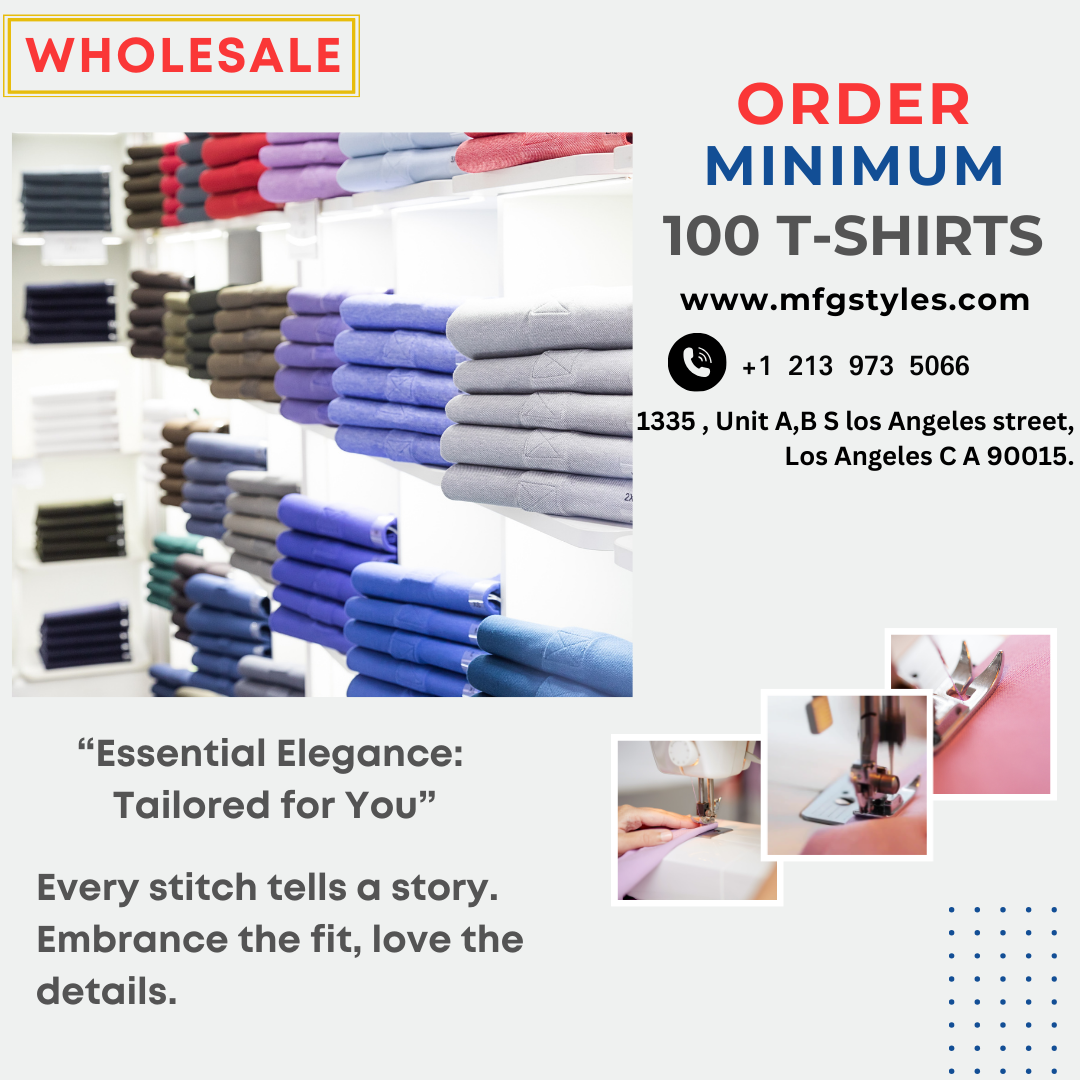 WHOLESALE
ORDER
MINIMUM
100 T-SHIRTS
www.mfgstyles.com
+1 213 973 5066
1335 , Unit A,B S los Angeles street,
Los Angeles C A 90015.
“Essential Elegance:
Tailored for You”
Every stitch tells a story.
Embrance the fit, love the
details.